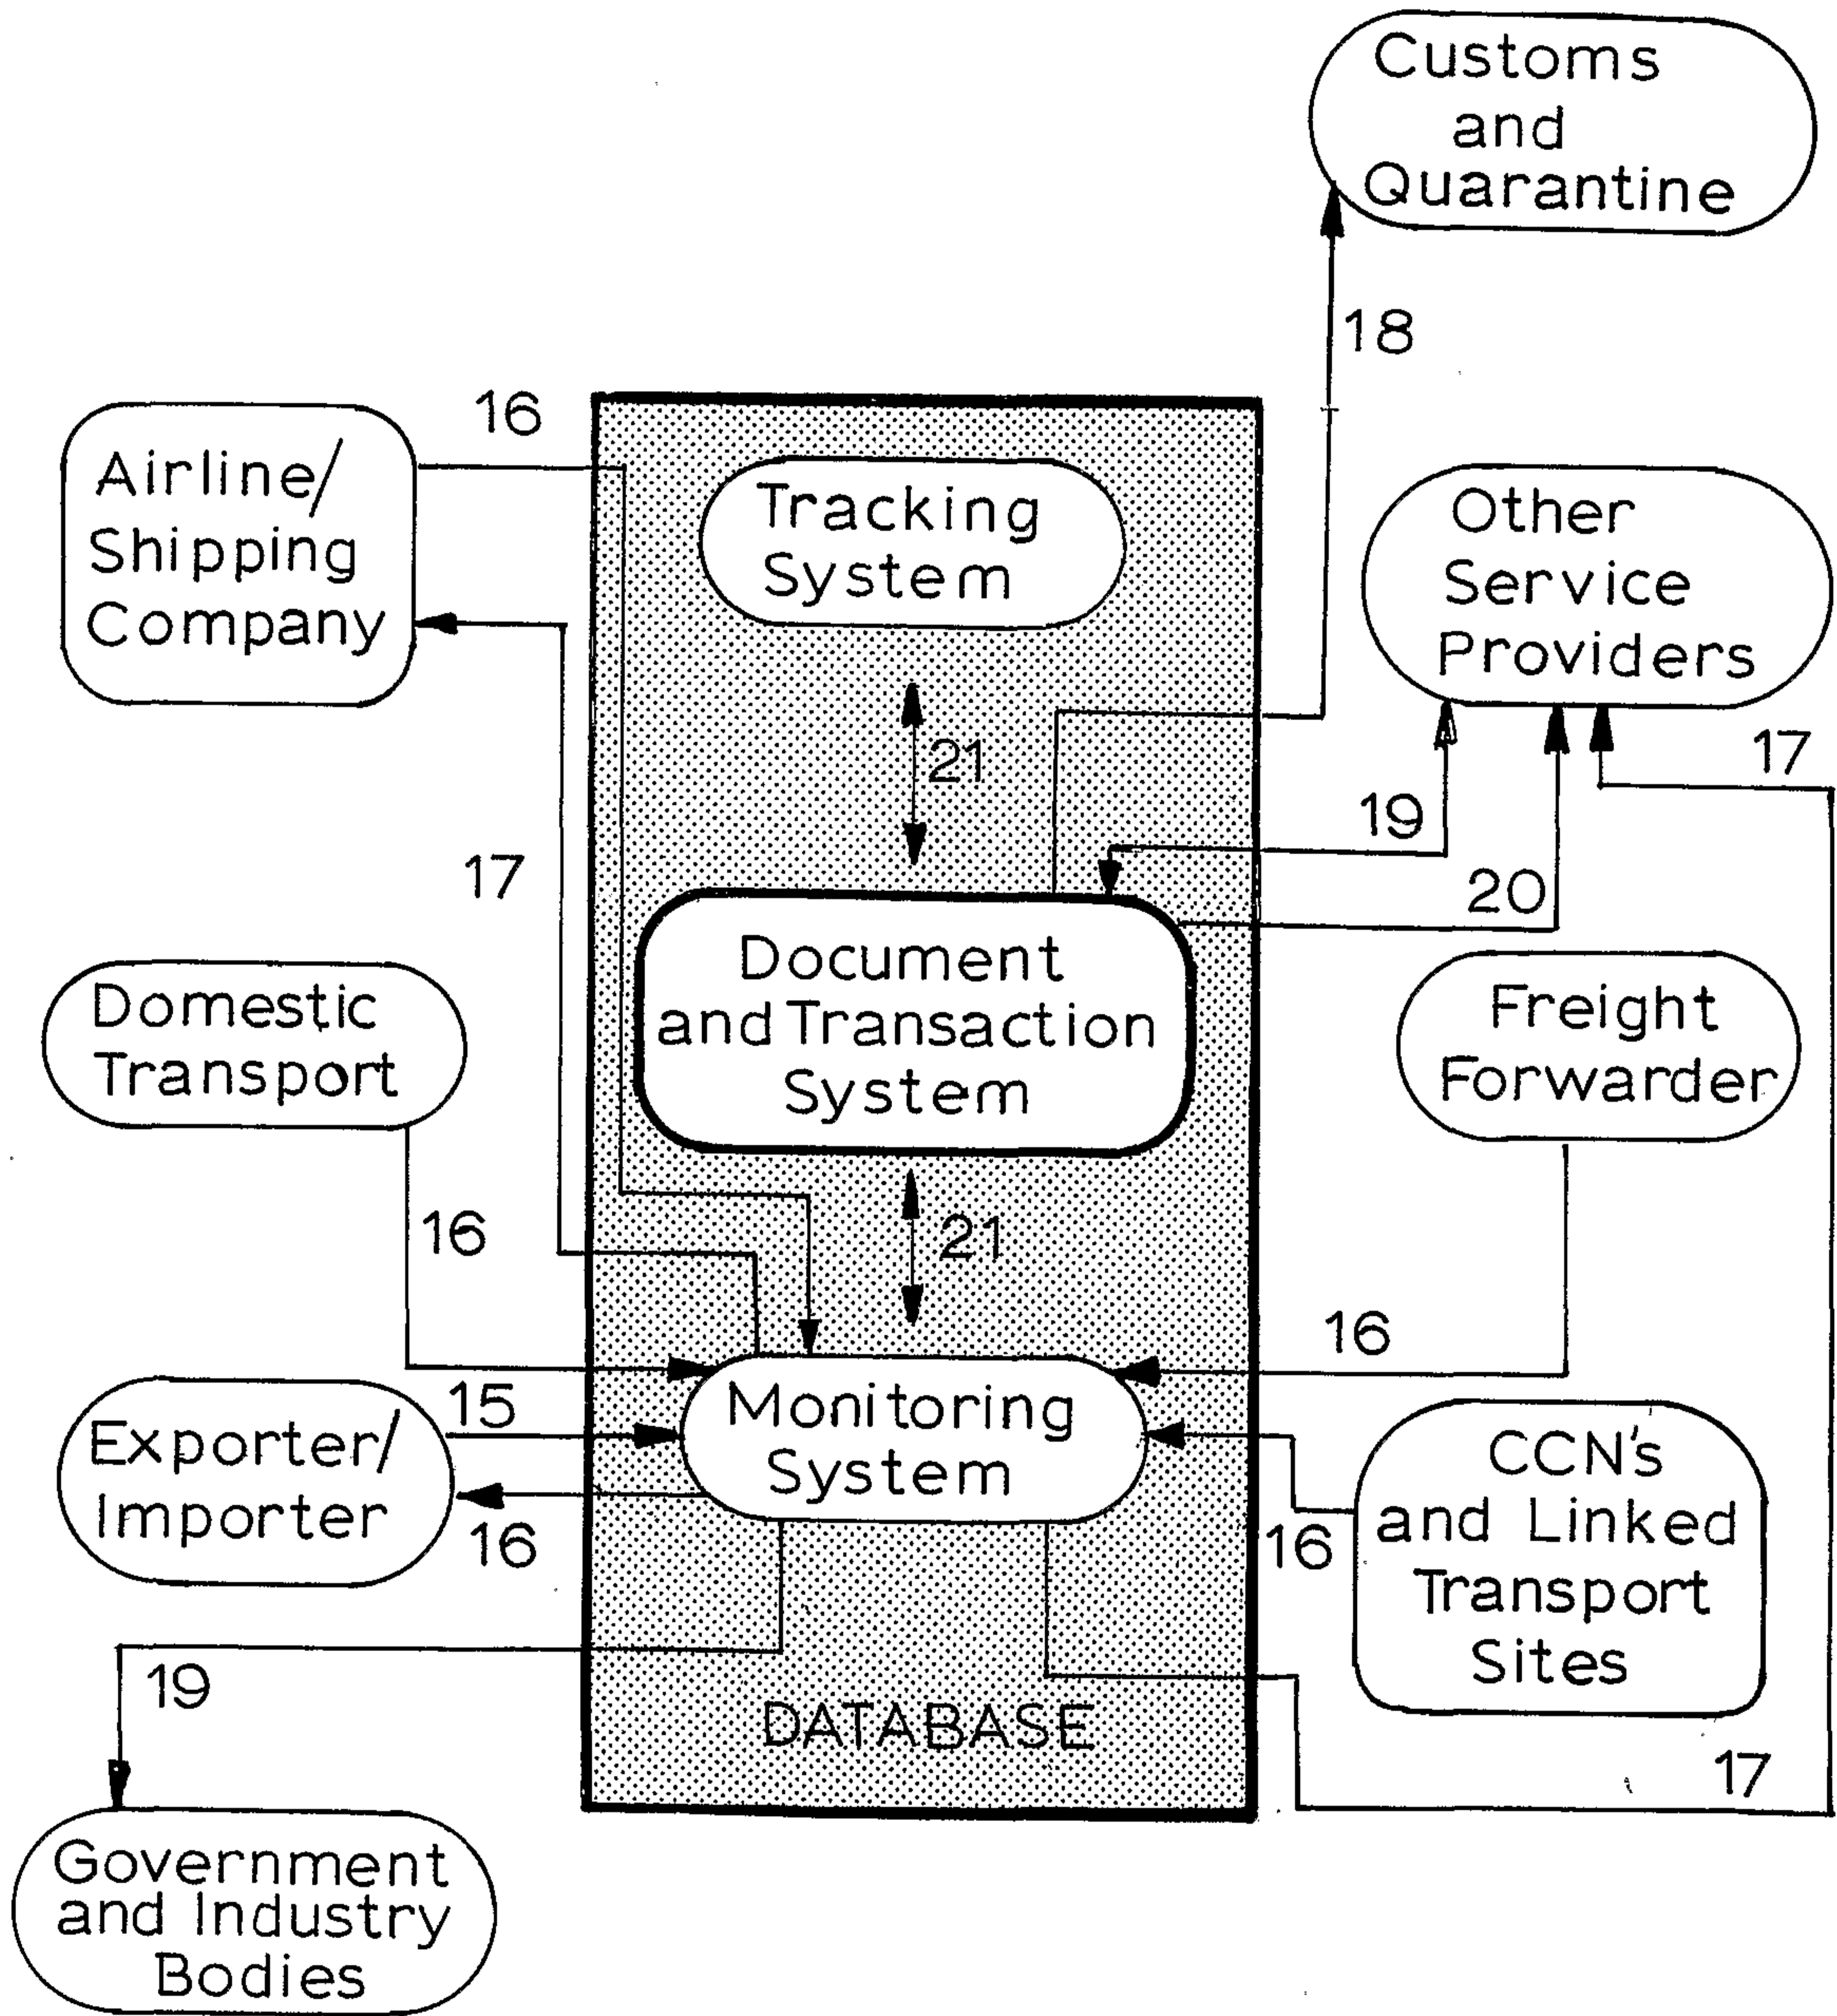 Customs
and
Quarantine
18
16
Airline/
Shipping
Company
Tracking
System
Other
Service
Providers
21
17
19
17
20
Document
and Transaction
System
Domestic
Transport
Freight
Forwarder
16
21
16
Monitoring
System
15
Exporter/
Importer
16
16
CCN's
and Linked
Transport
Sites
19
DATABASE
17
Government
and Industry
Bodies